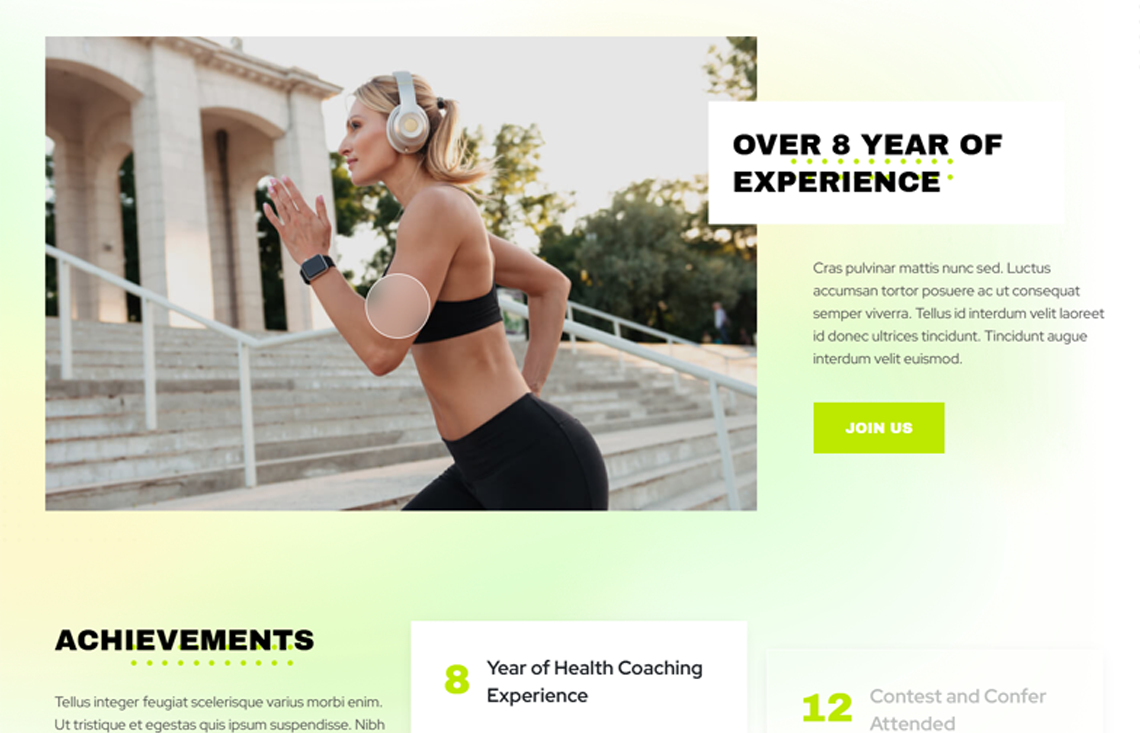 OVER 8 YEAR OF
EXPERIENCE
Cras pulvinar mattis nunc sed. Luctus
accumsan tortor posuere ac ut consequat
semper viverra. Tellus id interdum velit laoreet
id donec ultrices tincidunt. Tincidunt augue
interdum velit euismod.
JOIN US
ACHIEVEMENTS
Tellus integer feugiat scelerisque varius morbi enim.
Ut tristique et egestas quis ipsum suspendisse. Nibh
8
Year of Health Coaching
Experience
12
Contest and Confer
Attended